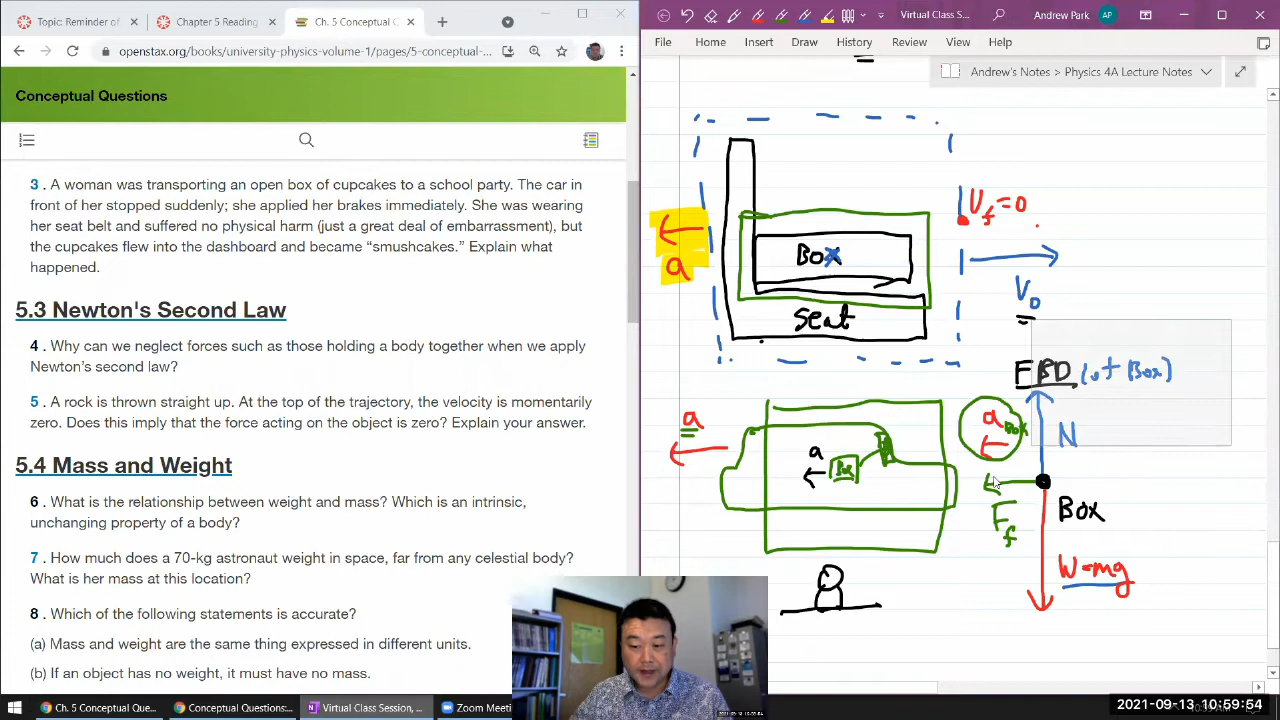 Topic Reminder of
Chapter 5 Reading
Ch. 5 Conceptual Q
openstax.org/books/university-physics-volume-1/pages/5-conceptual-...
Conceptual Questions
3 . A woman was transporting an open box of cupcakes to a school party. The car in
front of her stopped suddenly; she applied her brakes immediately. She was wearing
her seat belt and suffered no physical harm (just a great deal of embarrassment), but
the cupcakes flew into the dashboard and became “smushcakes.” Explain what
happened.
5.3 Newton's Second Law
4 . Why can we neglect forces such as those holding a body together when we apply
Newton's second law?
5 . A rock is thrown straight up. At the top of the trajectory, the velocity is momentarily
zero. Does this imply that the force acting on the object is zero? Explain your answer.
5.4 Mass and Weight
6 . What is the relationship between weight and mass? Which is an intrinsic,
unchanging property of a body?
7 . How much does a 70-kg astronaut weight in space, far from any celestial body?
What is her mass at this location?
8 . Which of the following statements is accurate?
(a) Mass and weight are the same thing expressed in different units.
(b) If an object has no weight, it must have no mass.
Virtual Class Session, ...
Andrew Park
AP
File
Home
Insert
Draw
History
Review
View
Help
Andrew's Notes > Physics 4A Lecture Notes
Vf = 0
a
Box
V0
Seat
FBD (of Box)
a
a Box
N
a
Box
Ff
Box
W=mg
Ch. 5 Conceptual Que...
Conceptual Questions...
Virtual Class Session, ...
Zoom Meeti
2021-09-13 10:59:54